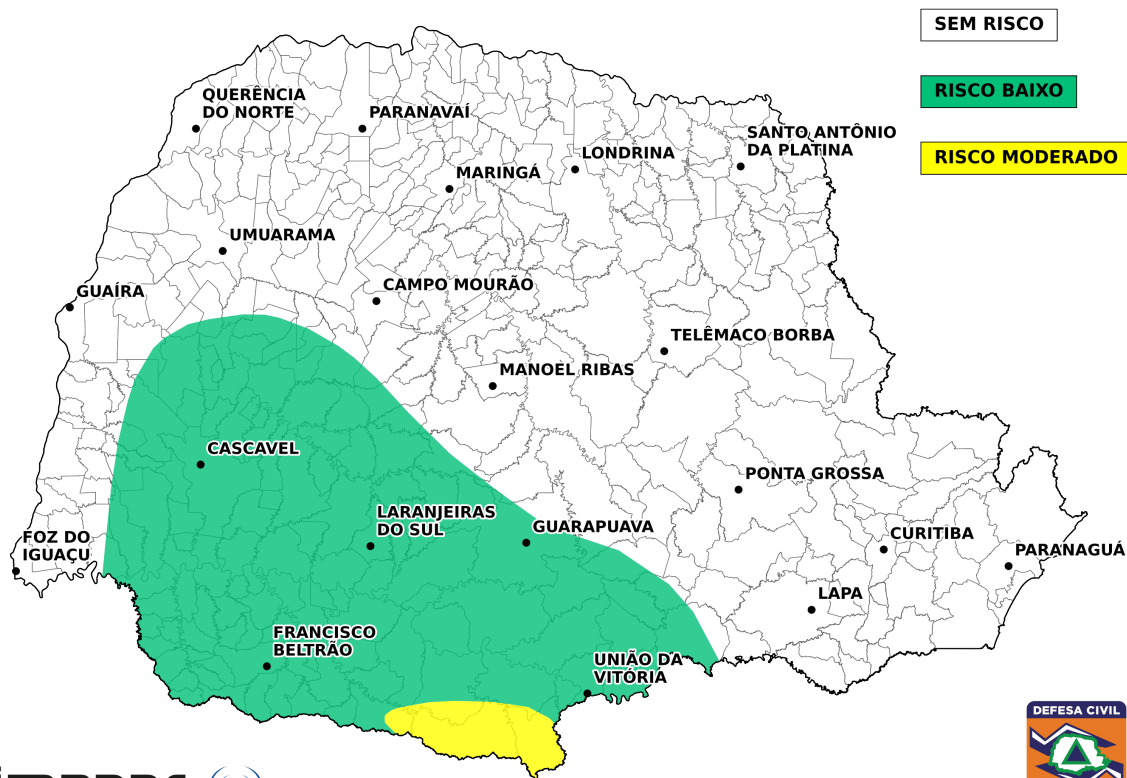 SEM RISCO
RISCO BAIXO
RISCO MODERADO
QUERÊNCIA
DO NORTE
PARANAVAÍ
SANTO ANTÔNIO
DA PLATINA
LONDRINA
MARINGÁ
UMUARAMA
CAMPO MOURÃO
GUAÍRA
TELÊMACO BORBA
MANOEL RIBAS
CASCAVEL
PONTA GROSSA
LARANJEIRAS
DO SUL
GUARAPUAVA
FOZ DO
IGUAÇU
CURITIBA
PARANAGUÁ
LAPA
FRANCISCO
BELTRÃO
UNIÃO DA
VITÓRIA
DEFESA CIVIL